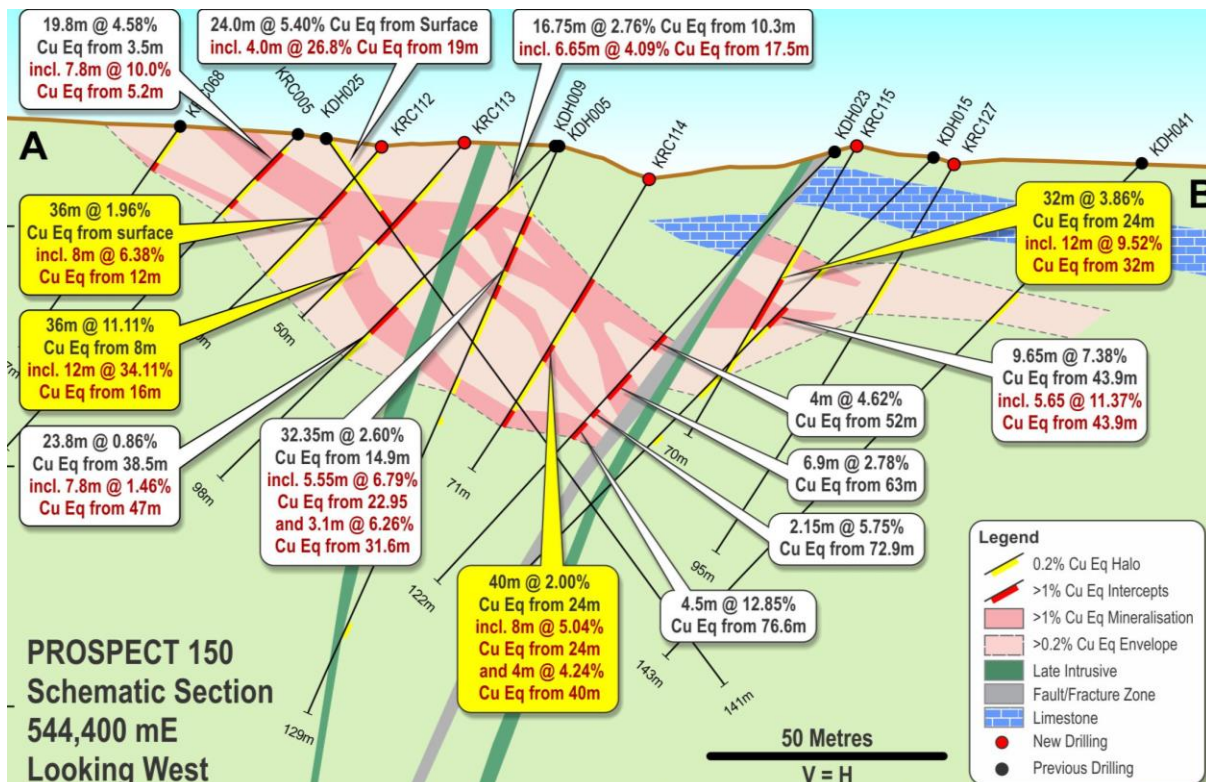 19.8m @ 4.58%
Cu Eq from 3.5m
incl. 7.8m @ 10.0%
Cu Eq from 5.2m
24.0m @ 5.40% Cu Eq from Surface
incl. 4.0m @ 26.8% Cu Eq from 19m
16.75m @ 2.76% Cu Eq from 10.3m
incl. 6.65m @ 4.09% Cu Eq from 17.5m
KRC005
KDH025
KRC112
KRC113
KDH009
KDH005
KRC114
KDH023
KRC115
KDH015
KRC127
KDH041
A
B
36m @ 1.96%
Cu Eq from surface
incl. 8m @ 6.38%
Cu Eq from 12m
32m @ 3.86%
Cu Eq from 24m
incl. 12m @ 9.52%
Cu Eq from 32m
36m @ 11.11%
Cu Eq from 8m
incl. 12m @ 34.11%
Cu Eq from 16m
50m
9.65m @ 7.38%
Cu Eq from 43.9m
incl. 5.65 @ 11.37%
Cu Eq from 43.9m
23.8m @ 0.86%
Cu Eq from 38.5m
incl. 7.8m @ 1.46%
Cu Eq from 47m
98m
32.35m @ 2.60%
Cu Eq from 14.9m
incl. 5.55m @ 6.79%
Cu Eq from 22.95
and 3.1m @ 6.26%
Cu Eq from 31.6m
71m
70m
4m @ 4.62%
Cu Eq from 52m
6.9m @ 2.78%
Cu Eq from 63m
2.15m @ 5.75%
Cu Eq from 72.9m
122m
95m
40m @ 2.00%
Cu Eq from 24m
incl. 8m @ 5.04%
Cu Eq from 24m
and 4m @ 4.24%
Cu Eq from 40m
4.5m @ 12.85%
Cu Eq from 76.6m
143m
141m
129m
PROSPECT 150
Schematic Section
544,400 mE
Looking West
50 Metres
V = H
Legend
0.2% Cu Eq Halo
>1% Cu Eq Intercepts
>1% Cu Eq Mineralisation
>0.2% Cu Eq Envelope
Late Intrusive
Fault/Fracture Zone
Limestone
New Drilling
Previous Drilling